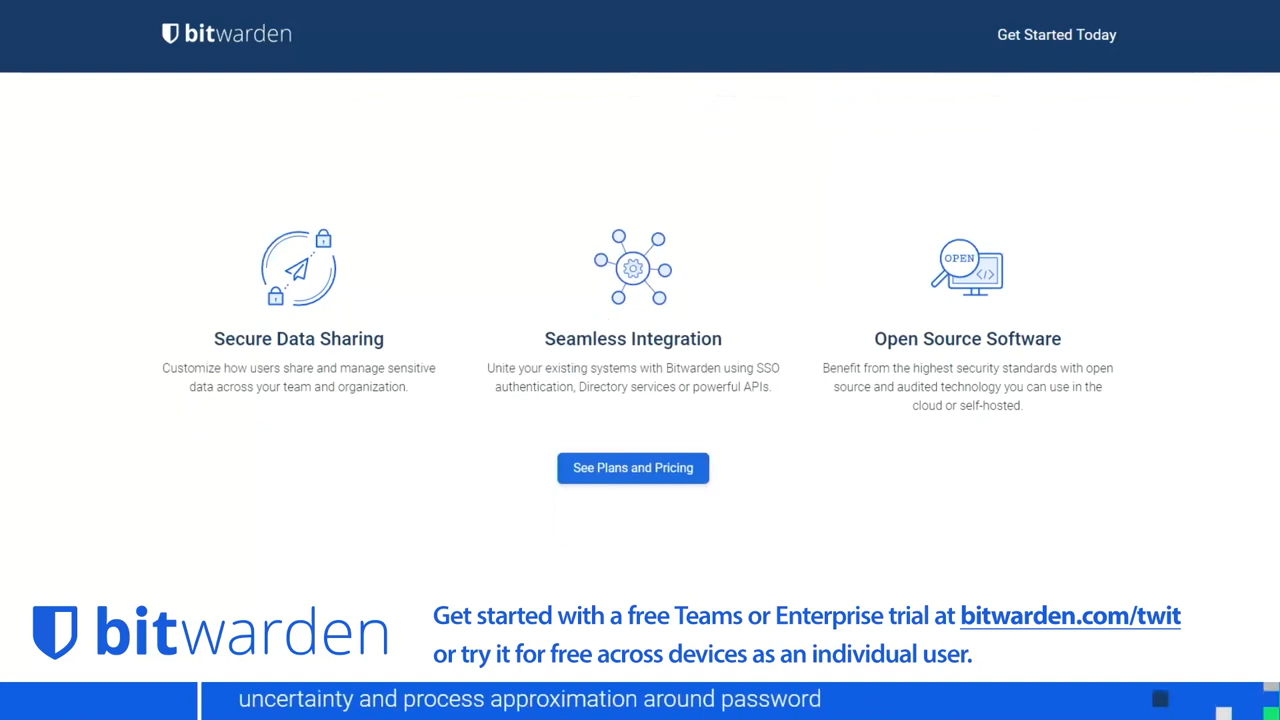 bitwarden
Get Started Today
OPEN
</>
Secure Data Sharing
Customize how users share and manage sensitive
data across your team and organization.
Seamless Integration
Unite your existing systems with Bitwarden using SSO
authentication, Directory services or powerful APIs.
Open Source Software
Benefit from the highest security standards with open
source and audited technology you can use in the
cloud or self-hosted.
See Plans and Pricing
bitwarden
Get started with a free Teams or Enterprise trial at bitwarden.com/twit
or try it for free across devices as an individual user.
uncertainty and process approximation around password